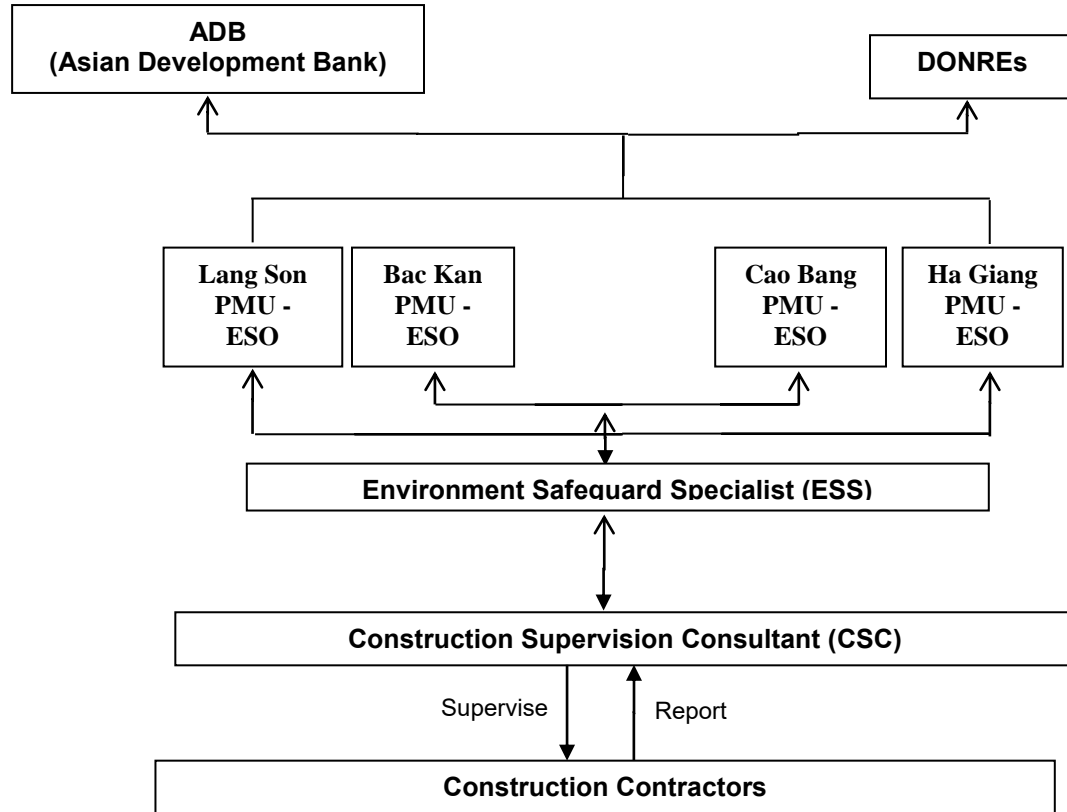 ADB
(Asian Development Bank)
DONREs
Lang Son
PMU -
ESO
Bac Kan
PMU -
ESO
Cao Bang
PMU -
ESO
Ha Giang
PMU -
ESO
Environment Safeguard Specialist (ESS)
Construction Supervision Consultant (CSC)
Supervise
Report
Construction Contractors